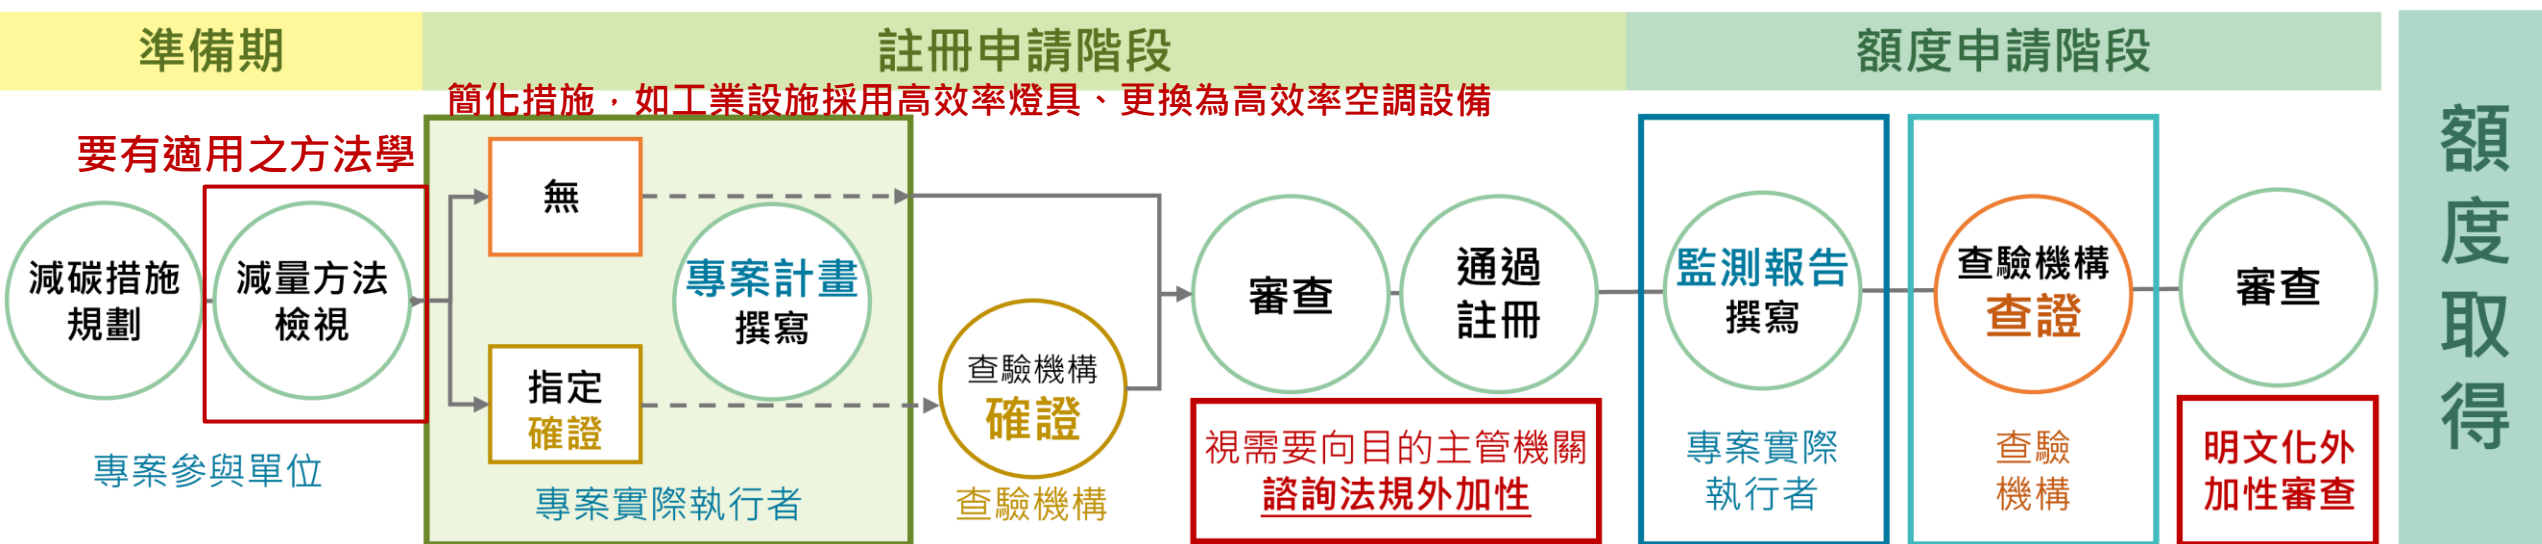 準備期
註冊申請階段
額度申請階段
簡化措施，如工業設施採用高效率燈具、更換為高效率空調設備
要有適用之方法學
減碳措施
規劃
減量方法
檢視
專案參與單位
無
指定
確證
專案計畫
撰寫
專案實際執行者
查驗機構
確證
查驗機構
審查
通過
註冊
視需要向目的主管機關
諮詢法規外加性
監測報告
撰寫
專案實際
執行者
查驗機構
查證
查驗
機構
審查
明文化外
加性審查
額度取得